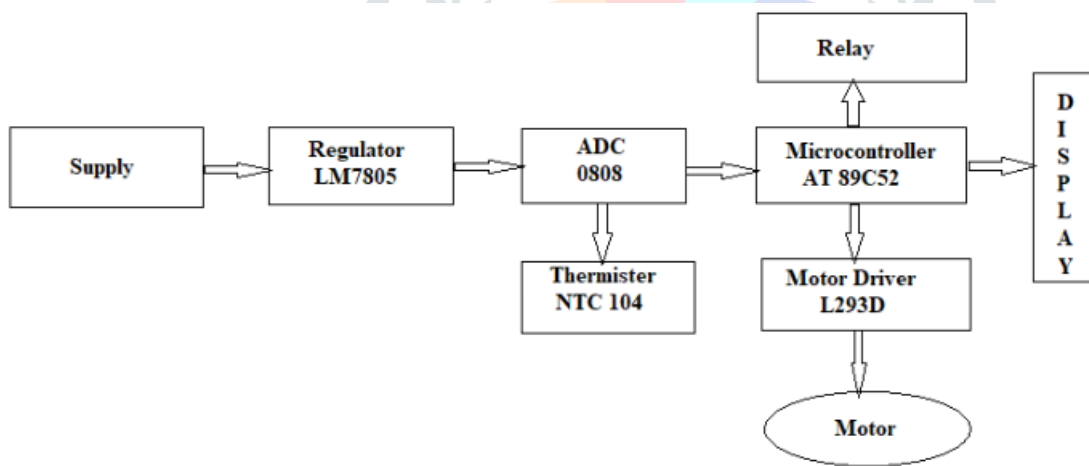 Relay
Supply
Regulator
LM7805
ADC
0808
Microcontroller
AT 89C52
D
I
S
P
L
A
Y
Thermister
NTC 104
Motor Driver
L293D
Motor